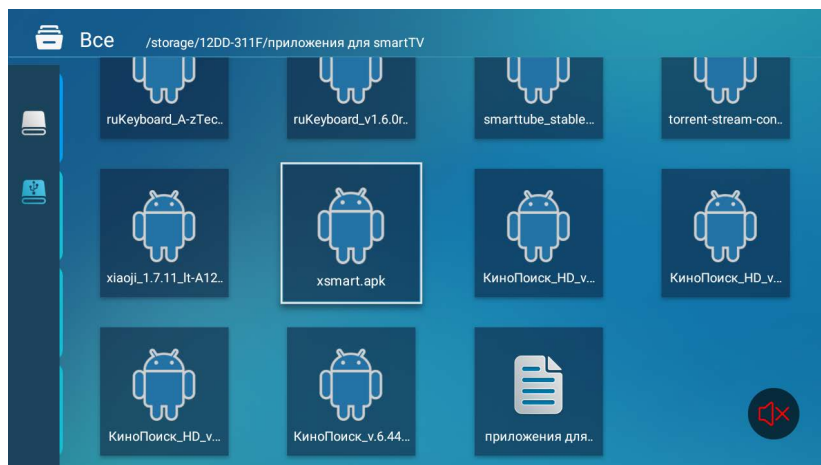 Все /storage/12DD-311F/приложения для smartTV
ruKeyboard_A-zTec.. ruKeyboard_v1.6.0r.. smarttube_stable... torrent-stream-con..
xiaoji_1.7.11_lt-A12.. xsmart.apk КиноПоиск_HD_v... КиноПоиск_HD_v...
КиноПоиск_HD_v... КиноПоиск_v.6.44... приложения для..